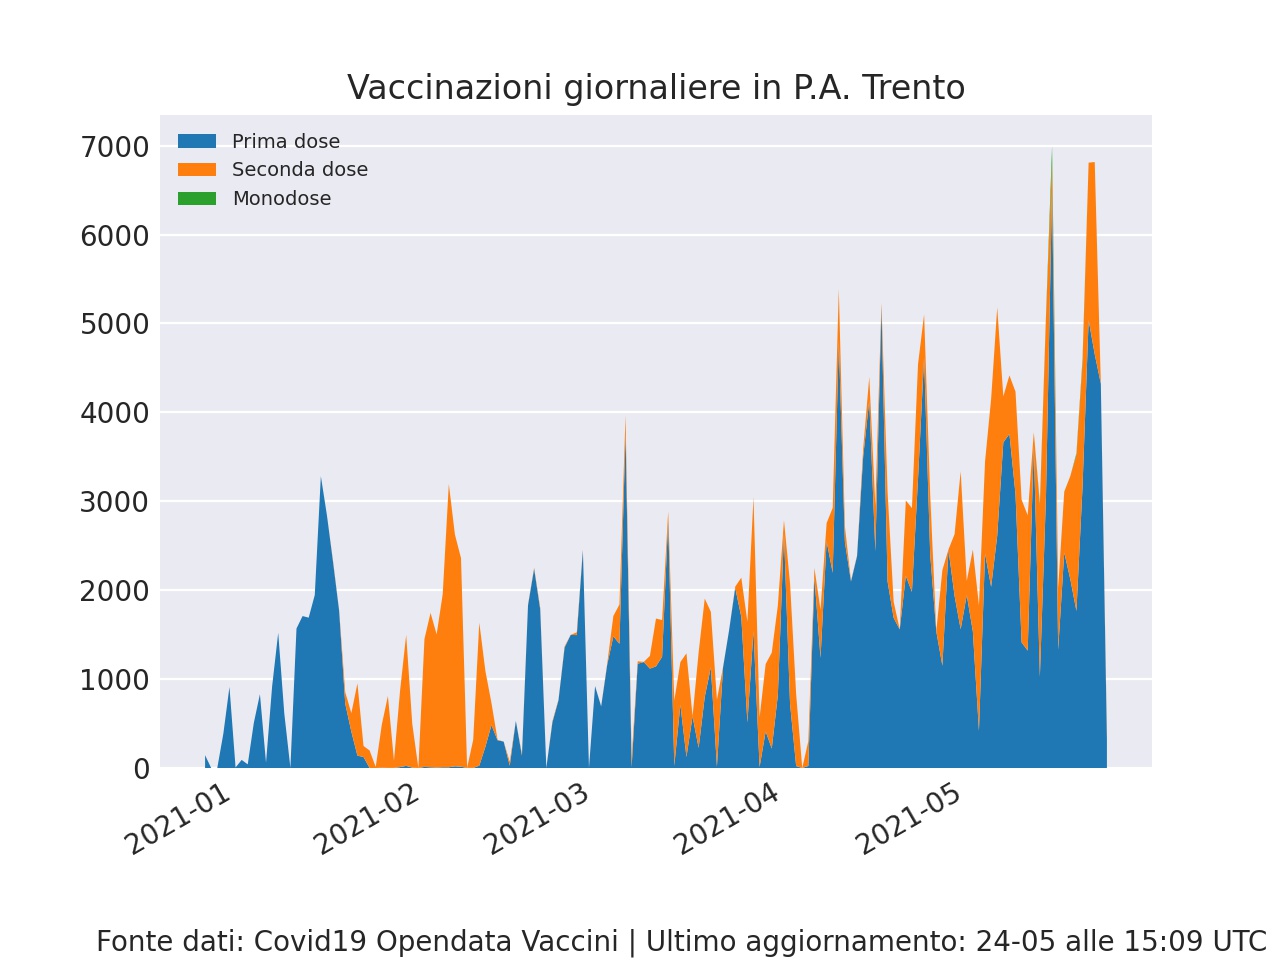 Vaccinazioni giornaliere in P.A. Trento
Prima dose
Seconda dose
Monodose
7000
6000
5000
4000
3000
2000
1000
0
2021-01
2021-02
2021-03
2021-04
2021-05
Fonte dati: Covid19 Opendata Vaccini | Ultimo aggiornamento: 24-05 alle 15:09 UTC